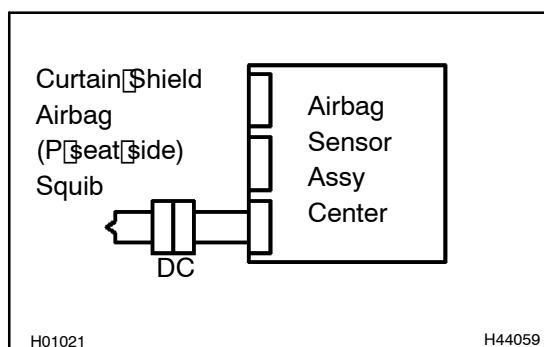 Curtain Shield
Airbag
(P seat side)
Squib
Airbag
Sensor
Assy
Center
DC
H01021
H44059